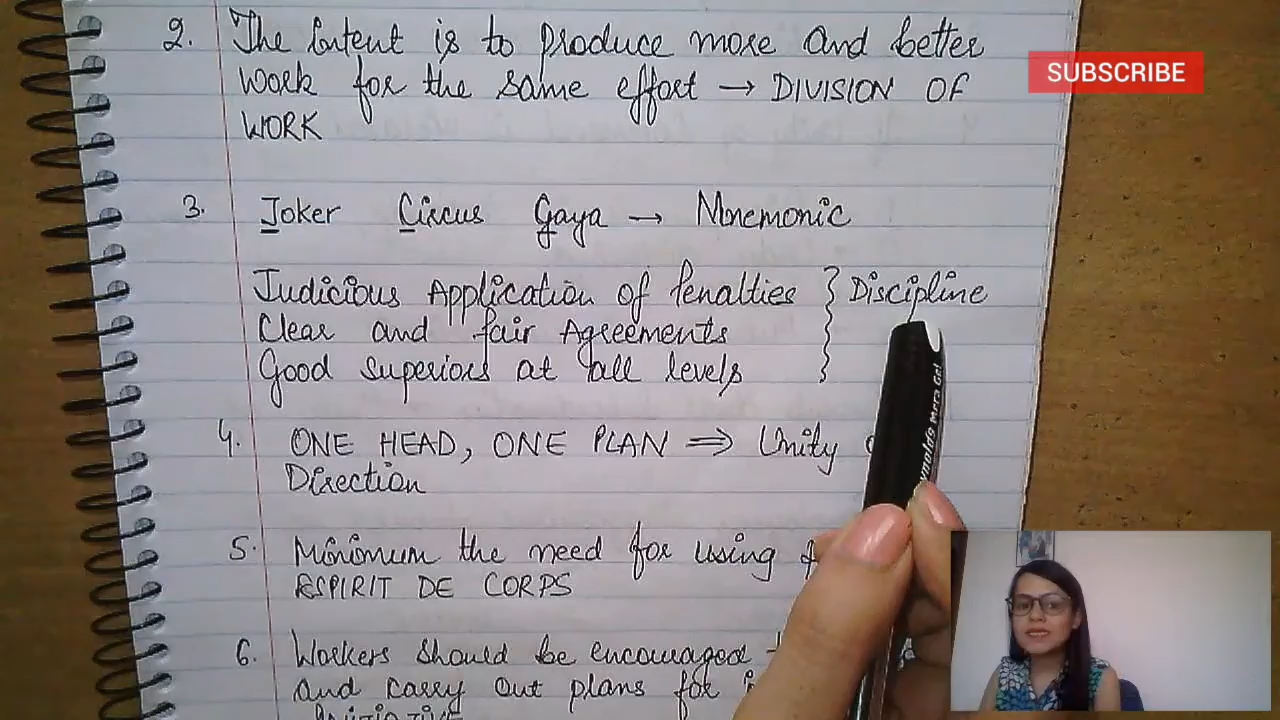 2. The Intent is to produce more and better
work for the same effort → DIVISION OF
WORK
SUBSCRIBE
3. Joker Circus Gaya → Mnemonic
Judicious Application of Penalties } Discipline
Clear and fair Agreements
Good superiors at all levels
4. ONE HEAD, ONE PLAN ⇒ Unity
Direction
5. Minimum the need for using
ESPIRIT DE CORPS
6. Workers should be encouraged
and carry out plans for